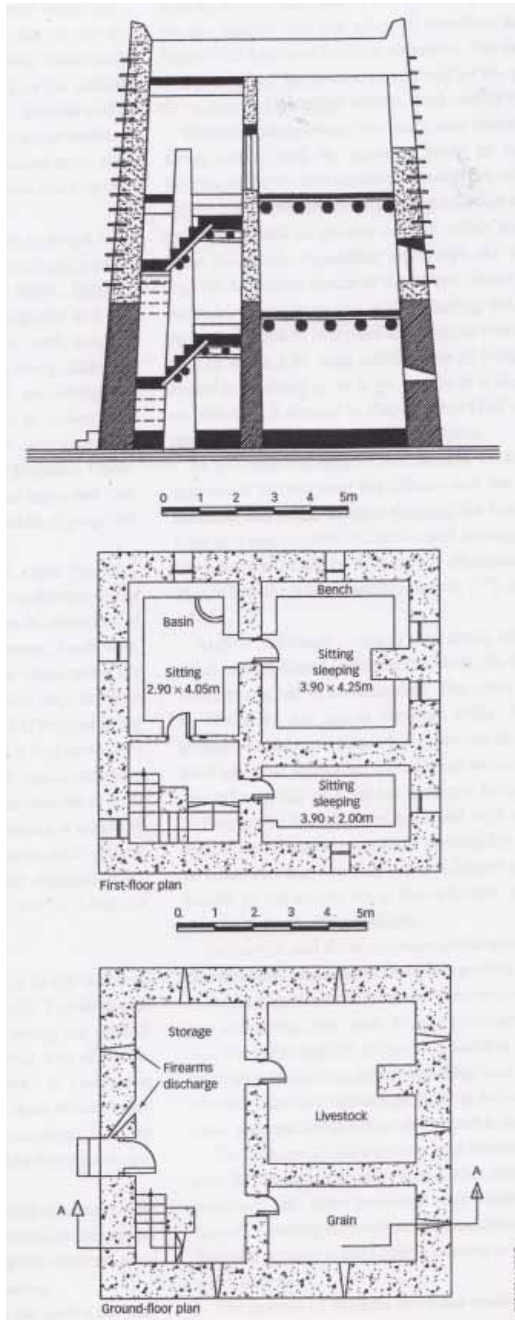 0 1 2 3 4 5m
Bench
Basin
Sitting
2.90 × 4.05m
Sitting
sleeping
3.90 × 4.25m
Sitting
sleeping
3.90 × 2.00m
First-floor plan
0. 1 2. 3 4 5m
Storage
Firearms
discharge
Livestock
A
A
Grain
Ground-floor plan